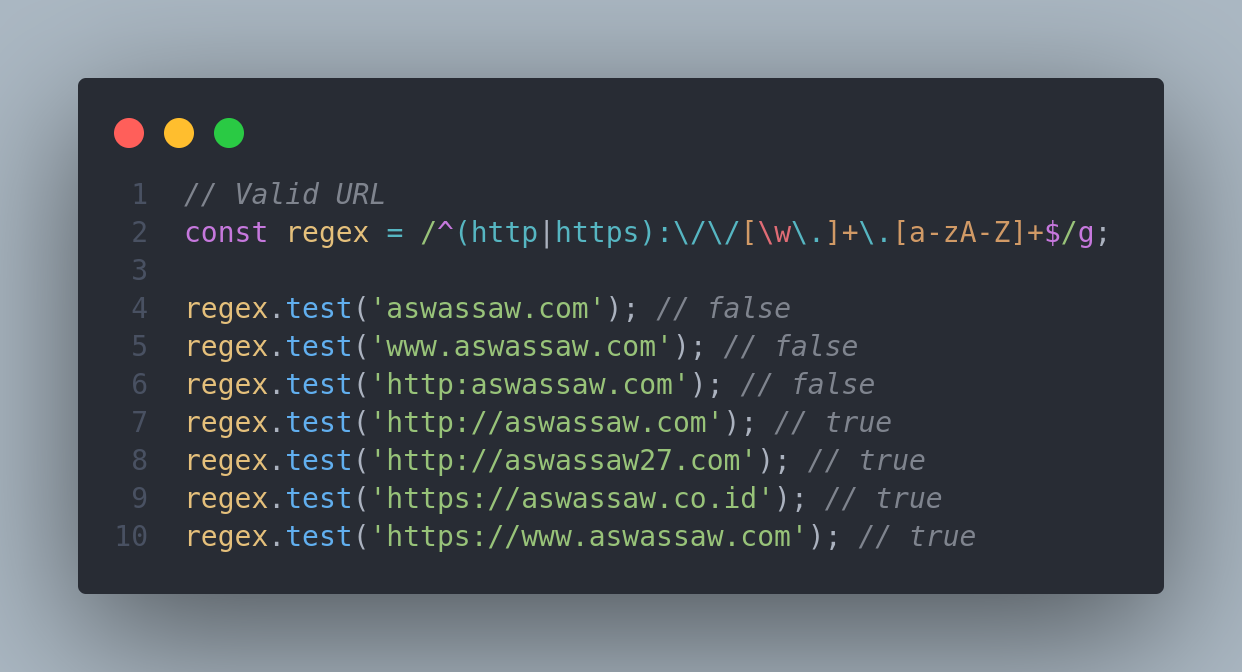 1 // Valid URL
2 const regex = /^(http|https):\/\/[\w\.]+\.[a-zA-Z]+$/g;
3
4 regex.test('aswassaw.com'); // false
5 regex.test('www.aswassaw.com'); // false
6 regex.test('http:aswassaw.com'); // false
7 regex.test('http://aswassaw.com'); // true
8 regex.test('http://aswassaw27.com'); // true
9 regex.test('https://aswassaw.co.id'); // true
10 regex.test('https://www.aswassaw.com'); // true